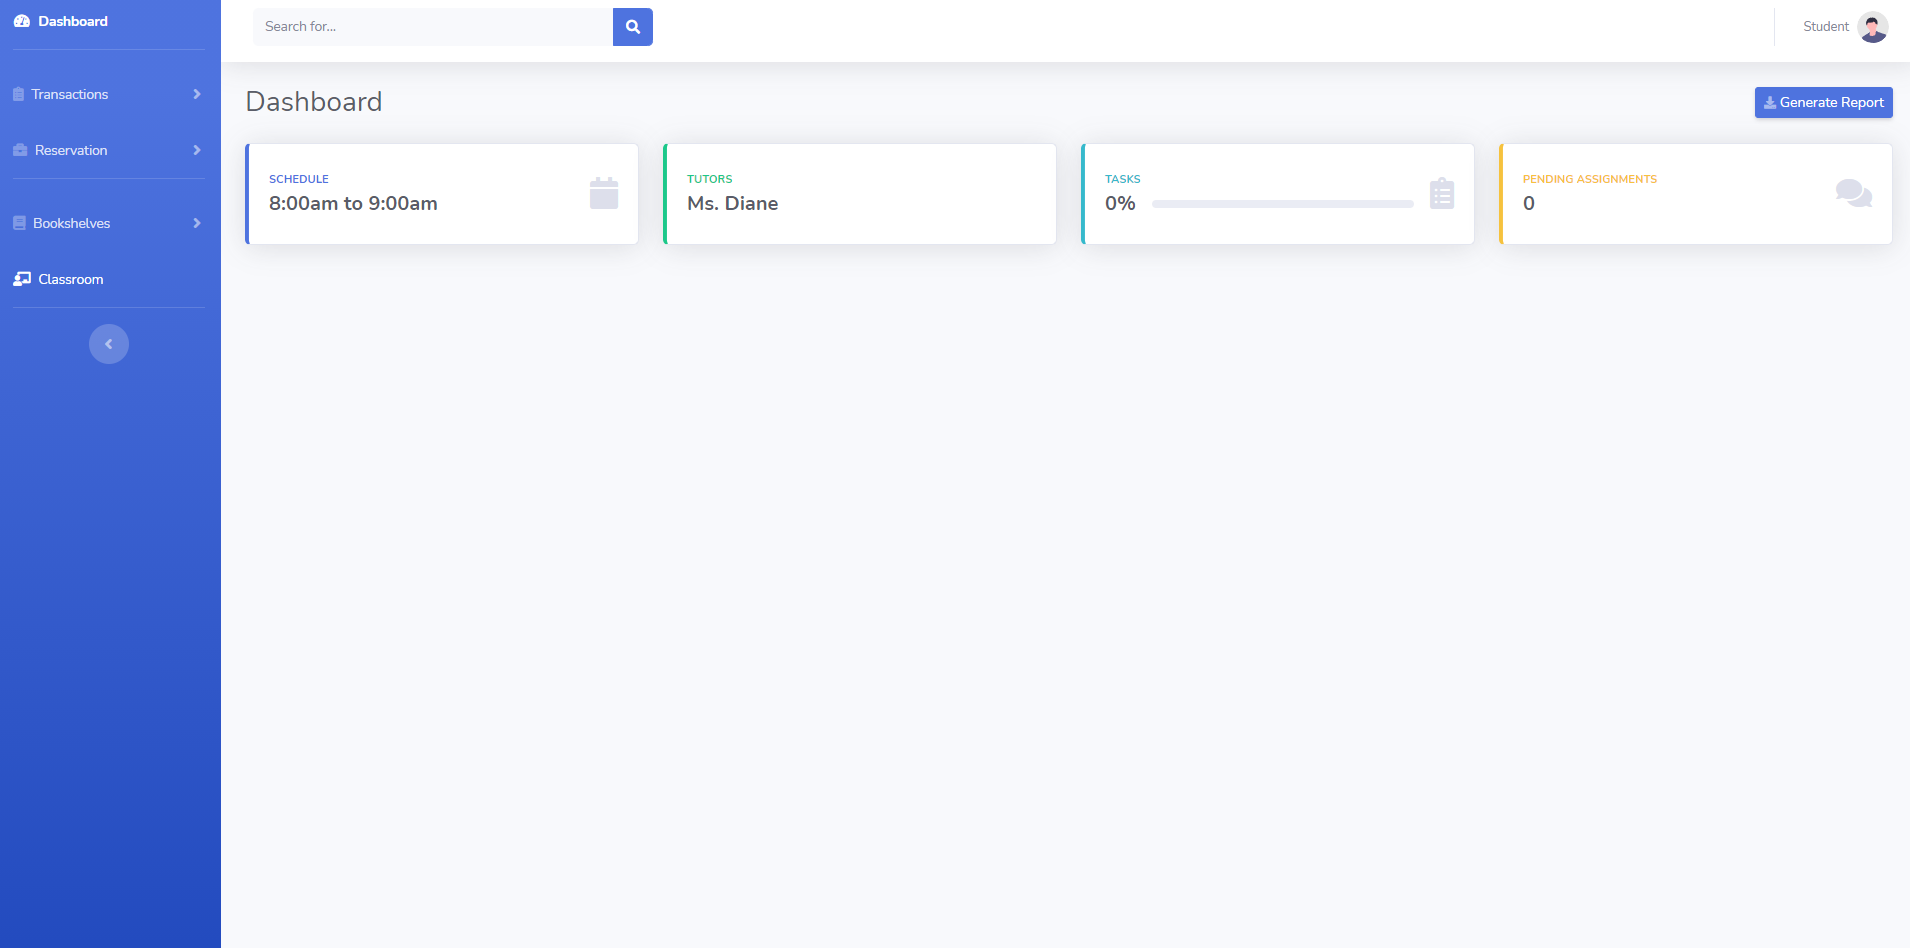 Dashboard
Transactions
Reservation
Bookshelves
Classroom
Search for...
Student
Dashboard
Generate Report
SCHEDULE
8:00am to 9:00am
TUTORS
Ms. Diane
TASKS
0%
PENDING ASSIGNMENTS
0